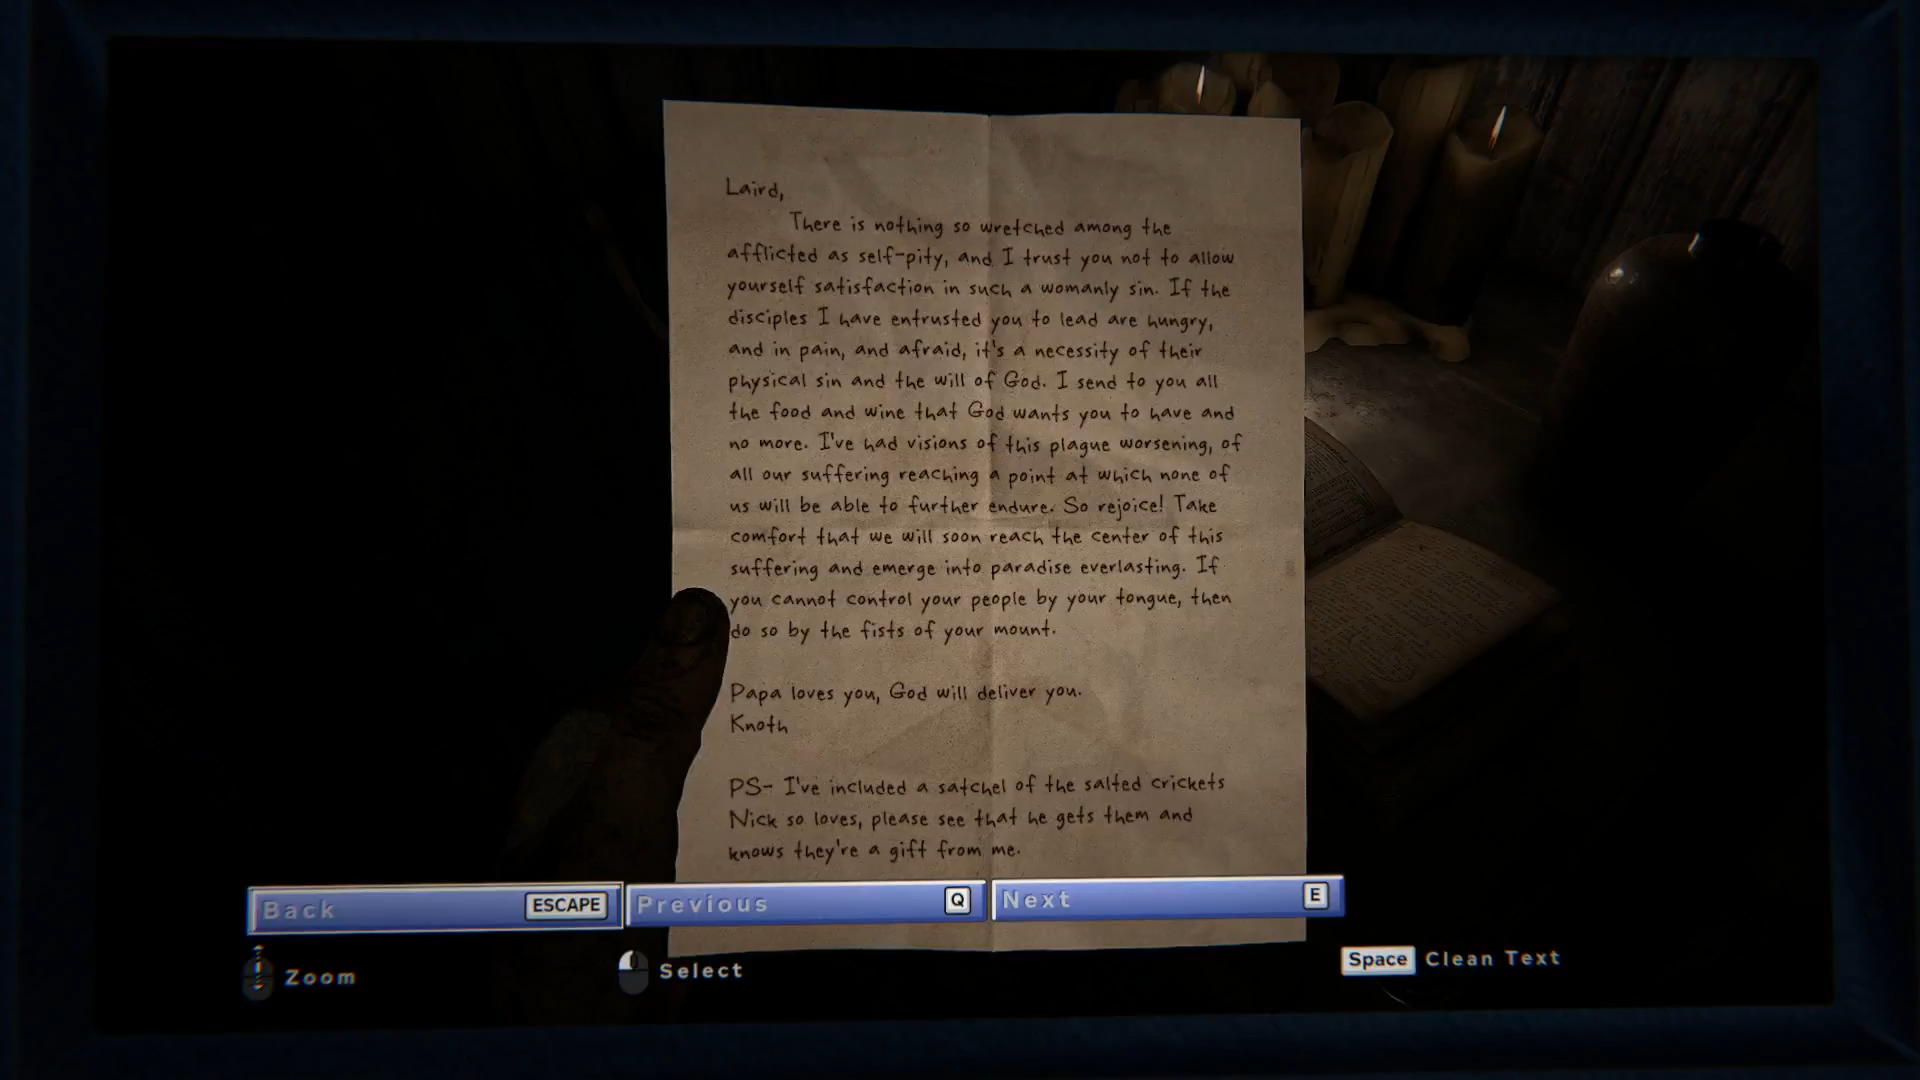 Laird,
There is nothing so wretched among the
afflicted as self-pity, and I trust you not to allow
yourself satisfaction in such a womanly sin. If the
disciples I have entrusted you to lead are hungry,
and in pain, and afraid, it's a necessity of their
physical sin and the will of God. I send to you all
the food and wine that God wants you to have and
no more. I've had visions of this plague worsening, of
all our suffering reaching a point at which none of
us will be able to further endure. So rejoice! Take
comfort that we will soon reach the center of this
suffering and emerge into paradise everlasting. If
you cannot control your people by your tongue, then
do so by the fists of your mount.
Papa loves you, God will deliver you.
Knoth
PS- I've included a satchel of the salted crickets
Nick so loves, please see that he gets them and
knows they're a gift from me.
Back ESCAPE Previous Q Next E
Zoom Select Space Clean Text